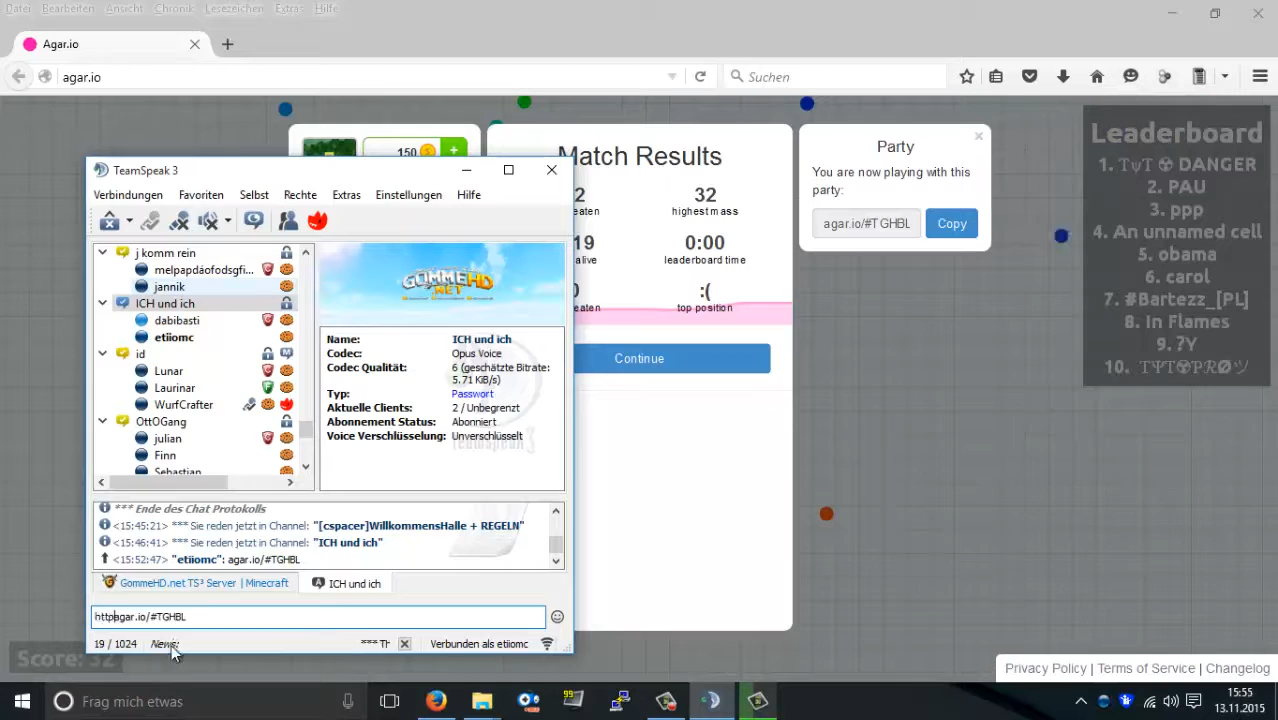 Datei Bearbeiten Ansicht Chronik Lesezeichen Extras Hilfe
Agar.io
agar.io
Suchen
150
Match Results
32
highest mass
19
0:00
leaderboard time
:(
top position
Continue
Party
You are now playing with this
party:
agar.io/#TGHBL
Copy
Leaderboard
1. ΤψΤ ☢ DANGER
2. PAU
3. ppp
4. An unnamed cell
5. obama
6. carol
7. #Bartezz_[PL]
8. In Flames
9. ?Y
TeamSpeak 3
Verbindungen Favoriten Selbst Rechte Extras Einstellungen Hilfe
j komm rein
melpapdäofodsgfi...
jannik
ICH und ich
dabibasti
etiiomc
id
Lunar
Laurinar
WurfCrafter
OttOGang
julian
Finn
Sebastian
GOMMEHD
.NET
Name: ICH und ich
Codec: Opus Voice
Codec Qualität: 6 (geschätzte Bitrate:
5.71 KiB/s)
Typ: Passwort
Aktuelle Clients: 2 / Unbegrenzt
Abonnement Status: Abonniert
Voice Verschlüsselung: Unverschlüsselt
*** Ende des Chat Protokolls
<15:45:21> *** Sie reden jetzt in Channel: "[cspacer]WillkommensHalle + REGELN"
<15:46:41> *** Sie reden jetzt in Channel: "ICH und ich"
<15:52:47> "etiiomc": agar.io/#TGHBL
GommeHD.net TS³ Server | Minecraft
ICH und ich
httpagar.io/#TGHBL
19 / 1024 News: *** Th Verbunden als etiiomc
Score: 32
Privacy Policy | Terms of Service | Changelog
Frag mich etwas
99
15:55
13.11.2015